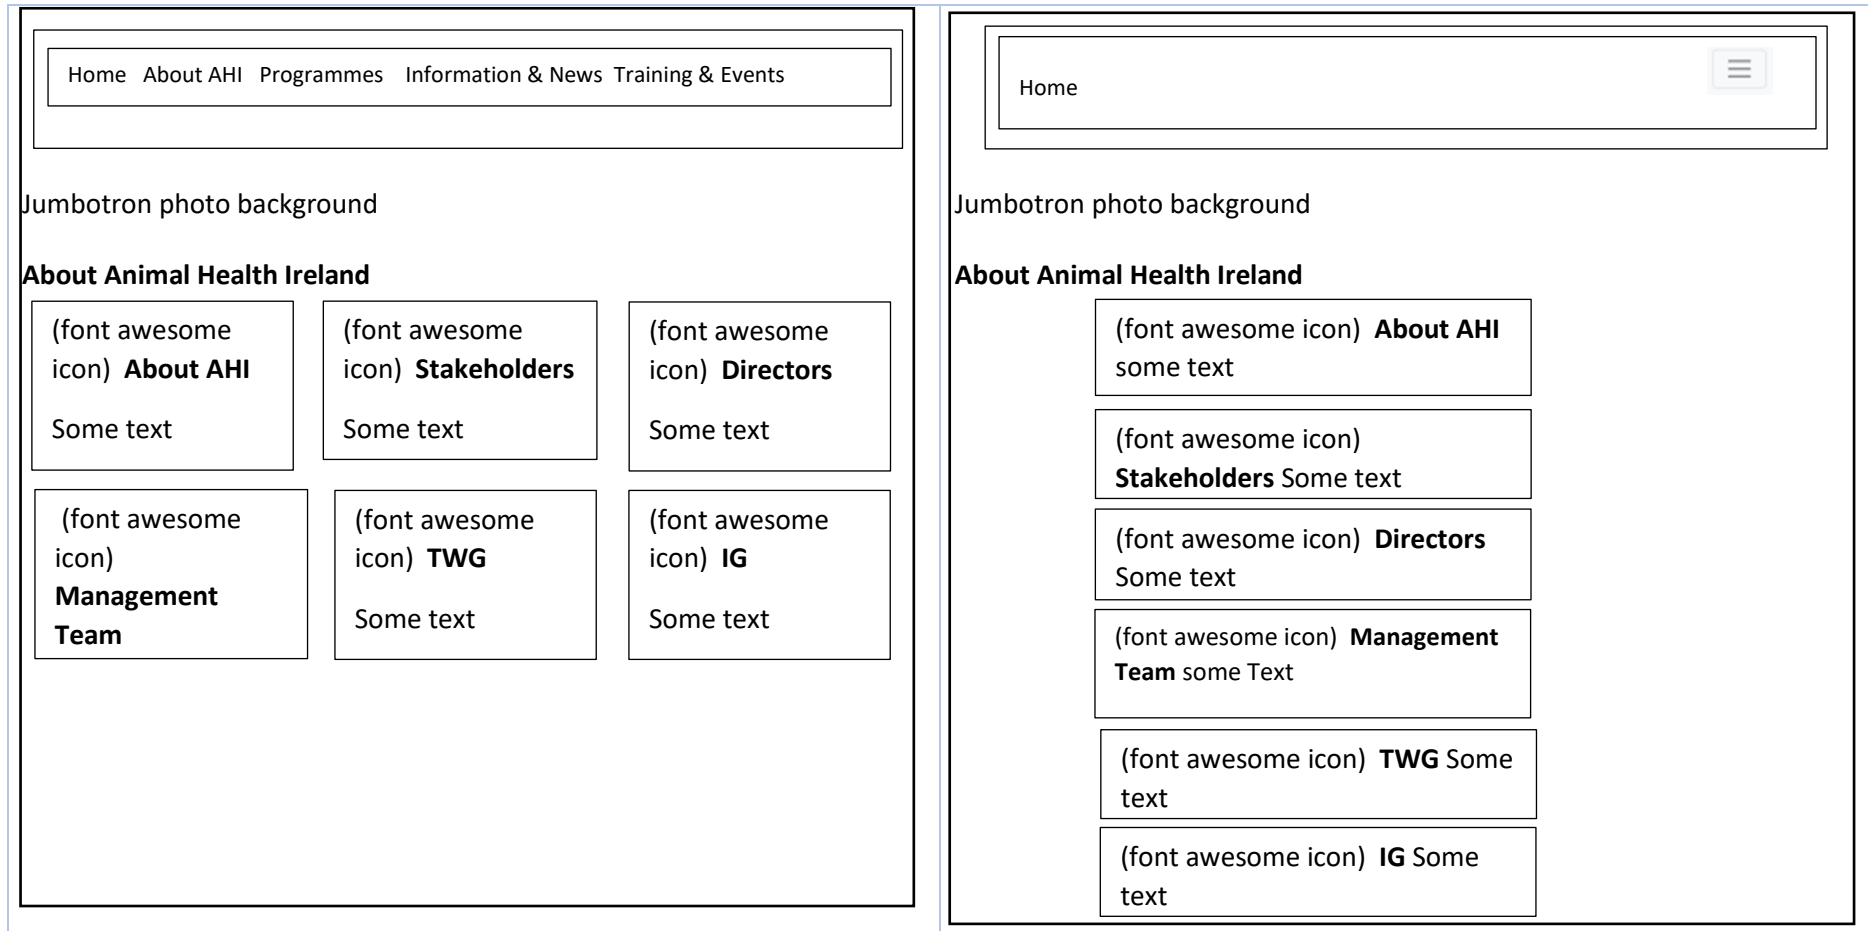 Home About AHI Programmes Information & News Training & Events
Jumbotron photo background
About Animal Health Ireland
(font awesome
icon) About AHI
Some text
(font awesome
icon) Stakeholders
Some text
(font awesome
icon) Directors
Some text
(font awesome
icon)
Management
Team
(font awesome
icon) TWG
Some text
(font awesome
icon) IG
Some text
Home
Jumbotron photo background
About Animal Health Ireland
(font awesome icon) About AHI
some text
(font awesome icon)
Stakeholders Some text
(font awesome icon) Directors
Some text
(font awesome icon) Management
Team some Text
(font awesome icon) TWG Some
text
(font awesome icon) IG Some
text